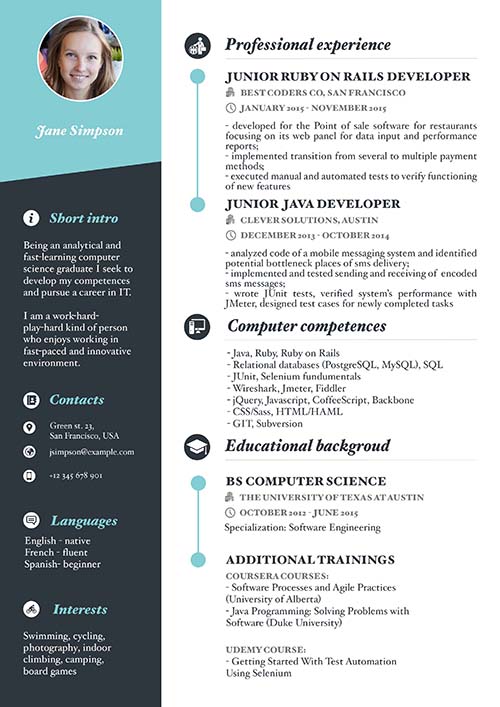 Jane Simpson
Short intro
Being an analytical and
fast-learning computer
science graduate I seek to
develop my competences
and pursue a career in IT.
I am a work-hard-
play-hard kind of person
who enjoys working in
fast-paced and innovative
environment.
Contacts
Green st. 23,
San Francisco, USA
jsimpson@example.com
+12 345 678 901
Languages
English - native
French - fluent
Spanish- beginner
Interests
Swimming, cycling,
photography, indoor
climbing, camping,
board games
Professional experience
JUNIOR RUBY ON RAILS DEVELOPER
BEST CODERS CO, SAN FRANCISCO
JANUARY 2015 - NOVEMBER 2015
- developed for the Point of sale software for restaurants
focusing on its web panel for data input and performance
reports;
- implemented transition from several to multiple payment
methods;
- executed manual and automated tests to verify functioning
of new features
JUNIOR JAVA DEVELOPER
CLEVER SOLUTIONS, AUSTIN
DECEMBER 2013 - OCTOBER 2014
- analyzed code of a mobile messaging system and identified
potential bottleneck places of sms delivery;
- implemented and tested sending and receiving of encoded
sms messages;
- wrote JUnit tests, verified system's performance with
JMeter, designed test cases for newly completed tasks
Computer competences
- Java, Ruby, Ruby on Rails
- Relational databases (PostgreSQL, MySQL), SQL
- JUnit, Selenium fundumentals
- Wireshark, Jmeter, Fiddler
- jQuery, Javascript, CoffeeScript, Backbone
- CSS/Sass, HTML/HAML
- GIT, Subversion
Educational backgroud
BS COMPUTER SCIENCE
THE UNIVERSITY OF TEXAS AT AUSTIN
OCTOBER 2012 - JUNE 2015
Specialization: Software Engineering
ADDITIONAL TRAININGS
COURSERA COURSES:
- Software Processes and Agile Practices
(University of Alberta)
- Java Programming: Solving Problems with
Software (Duke University)
UDEMY COURSE:
- Getting Started With Test Automation
Using Selenium